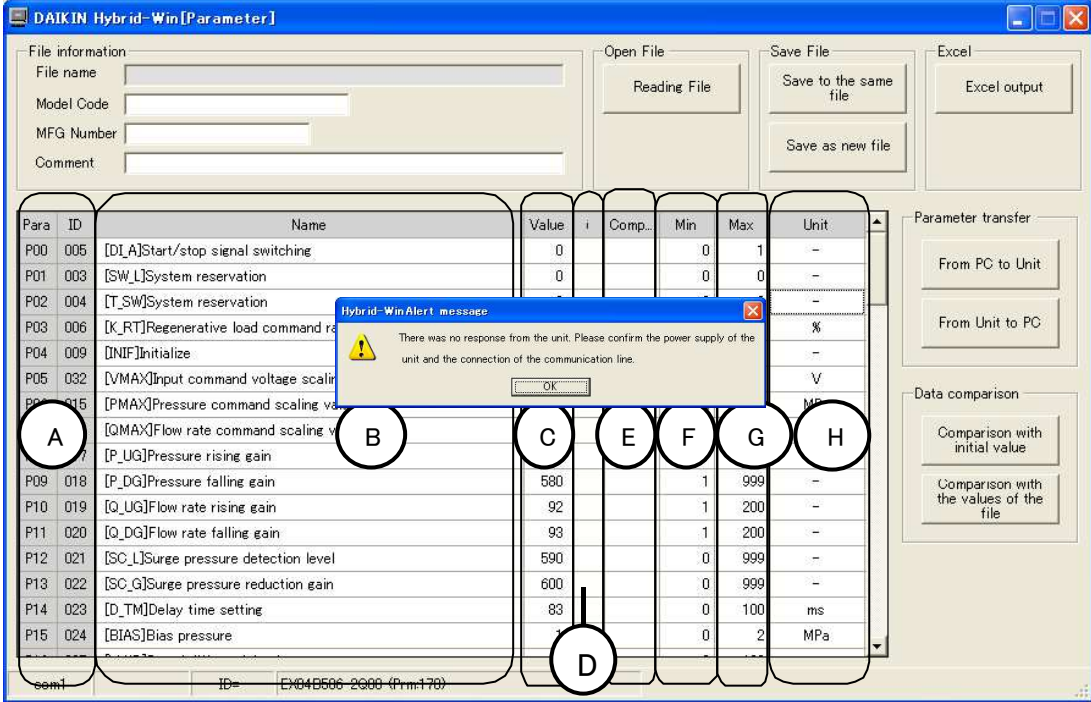 DAIKIN Hybrid-Win[Parameter]
File information
File name
Model Code
MFG Number
Comment
Open File
Reading File
Save File
Save to the same
file
Save as new file
Excel
Excel output
Para ID Name Value i Comp... Min Max Unit
P00 005 [DI_A]Start/stop signal switching 0 0 1 -
P01 003 [SW_L]System reservation 0 0 0 -
P02 004 [T_SW]System reservation -
P03 006 [K_RT]Regenerative load command %
P04 009 [INIF]Initialize -
P05 032 [VMAX]Input command voltage V
[PMAX]Pressure command scaling
[QMAX]Flow rate command scaling
[P_UG]Pressure rising gain
P09 018 [P_DG]Pressure falling gain 580 1 999 -
P10 019 [Q_UG]Flow rate rising gain 92 1 200 -
P11 020 [Q_DG]Flow rate falling gain 93 1 200 -
P12 021 [SC_L]Surge pressure detection level 590 0 999 -
P13 022 [SC_G]Surge pressure reduction gain 600 0 999 -
P14 023 [D_TM]Delay time setting 83 0 100 ms
P15 024 [BIAS]Bias pressure 0 2 MPa
Hybrid-WinAlert message
There was no response from the unit. Please confirm the power supply of the
unit and the connection of the communication line.
OK
A B C D E F G H
Parameter transfer
From PC to Unit
From Unit to PC
Data comparison
Comparison with
initial value
Comparison with
the values of the
file
com1 ID= EX04B506-2Q00 (Prm:170)